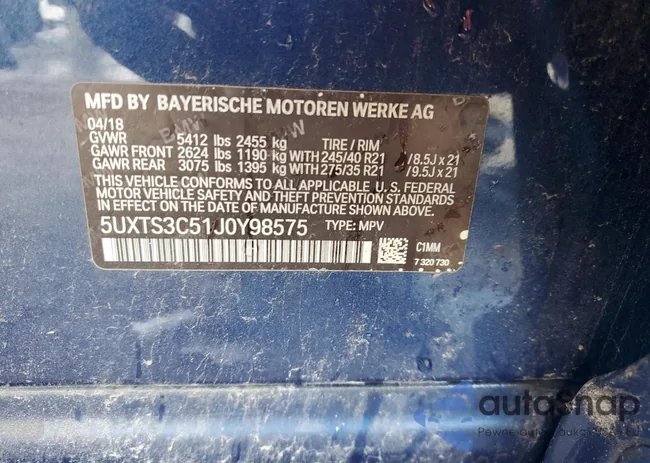 MFD BY BAYERISCHE MOTOREN WERKE AG
04/18
GVWR 5412 lbs 2455 kg TIRE / RIM
GAWR FRONT 2624 lbs 1190 kg WITH 245/40 R21 /8.5J x 21
GAWR REAR 3075 lbs 1395 kg WITH 275/35 R21 /9.5J x 21
THIS VEHICLE CONFORMS TO ALL APPLICABLE U. S. FEDERAL
MOTOR VEHICLE SAFETY, BUMPER, AND
THEFT PREVENTION STANDARDS IN EFFECT ON THE
DATE OF MANUFACTURE SHOWN ABOVE.
5UXTS3C51J0Y98575 TYPE: MPV
C1MM
7 320 730
autoSnap